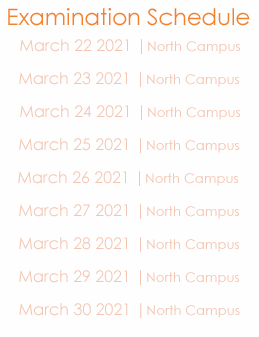 Examination Schedule
March 22 2021 | North Campus
March 23 2021 | North Campus
March 24 2021 | North Campus
March 25 2021 | North Campus
March 26 2021 | North Campus
March 27 2021 | North Campus
March 28 2021 | North Campus
March 29 2021 | North Campus
March 30 2021 | North Campus